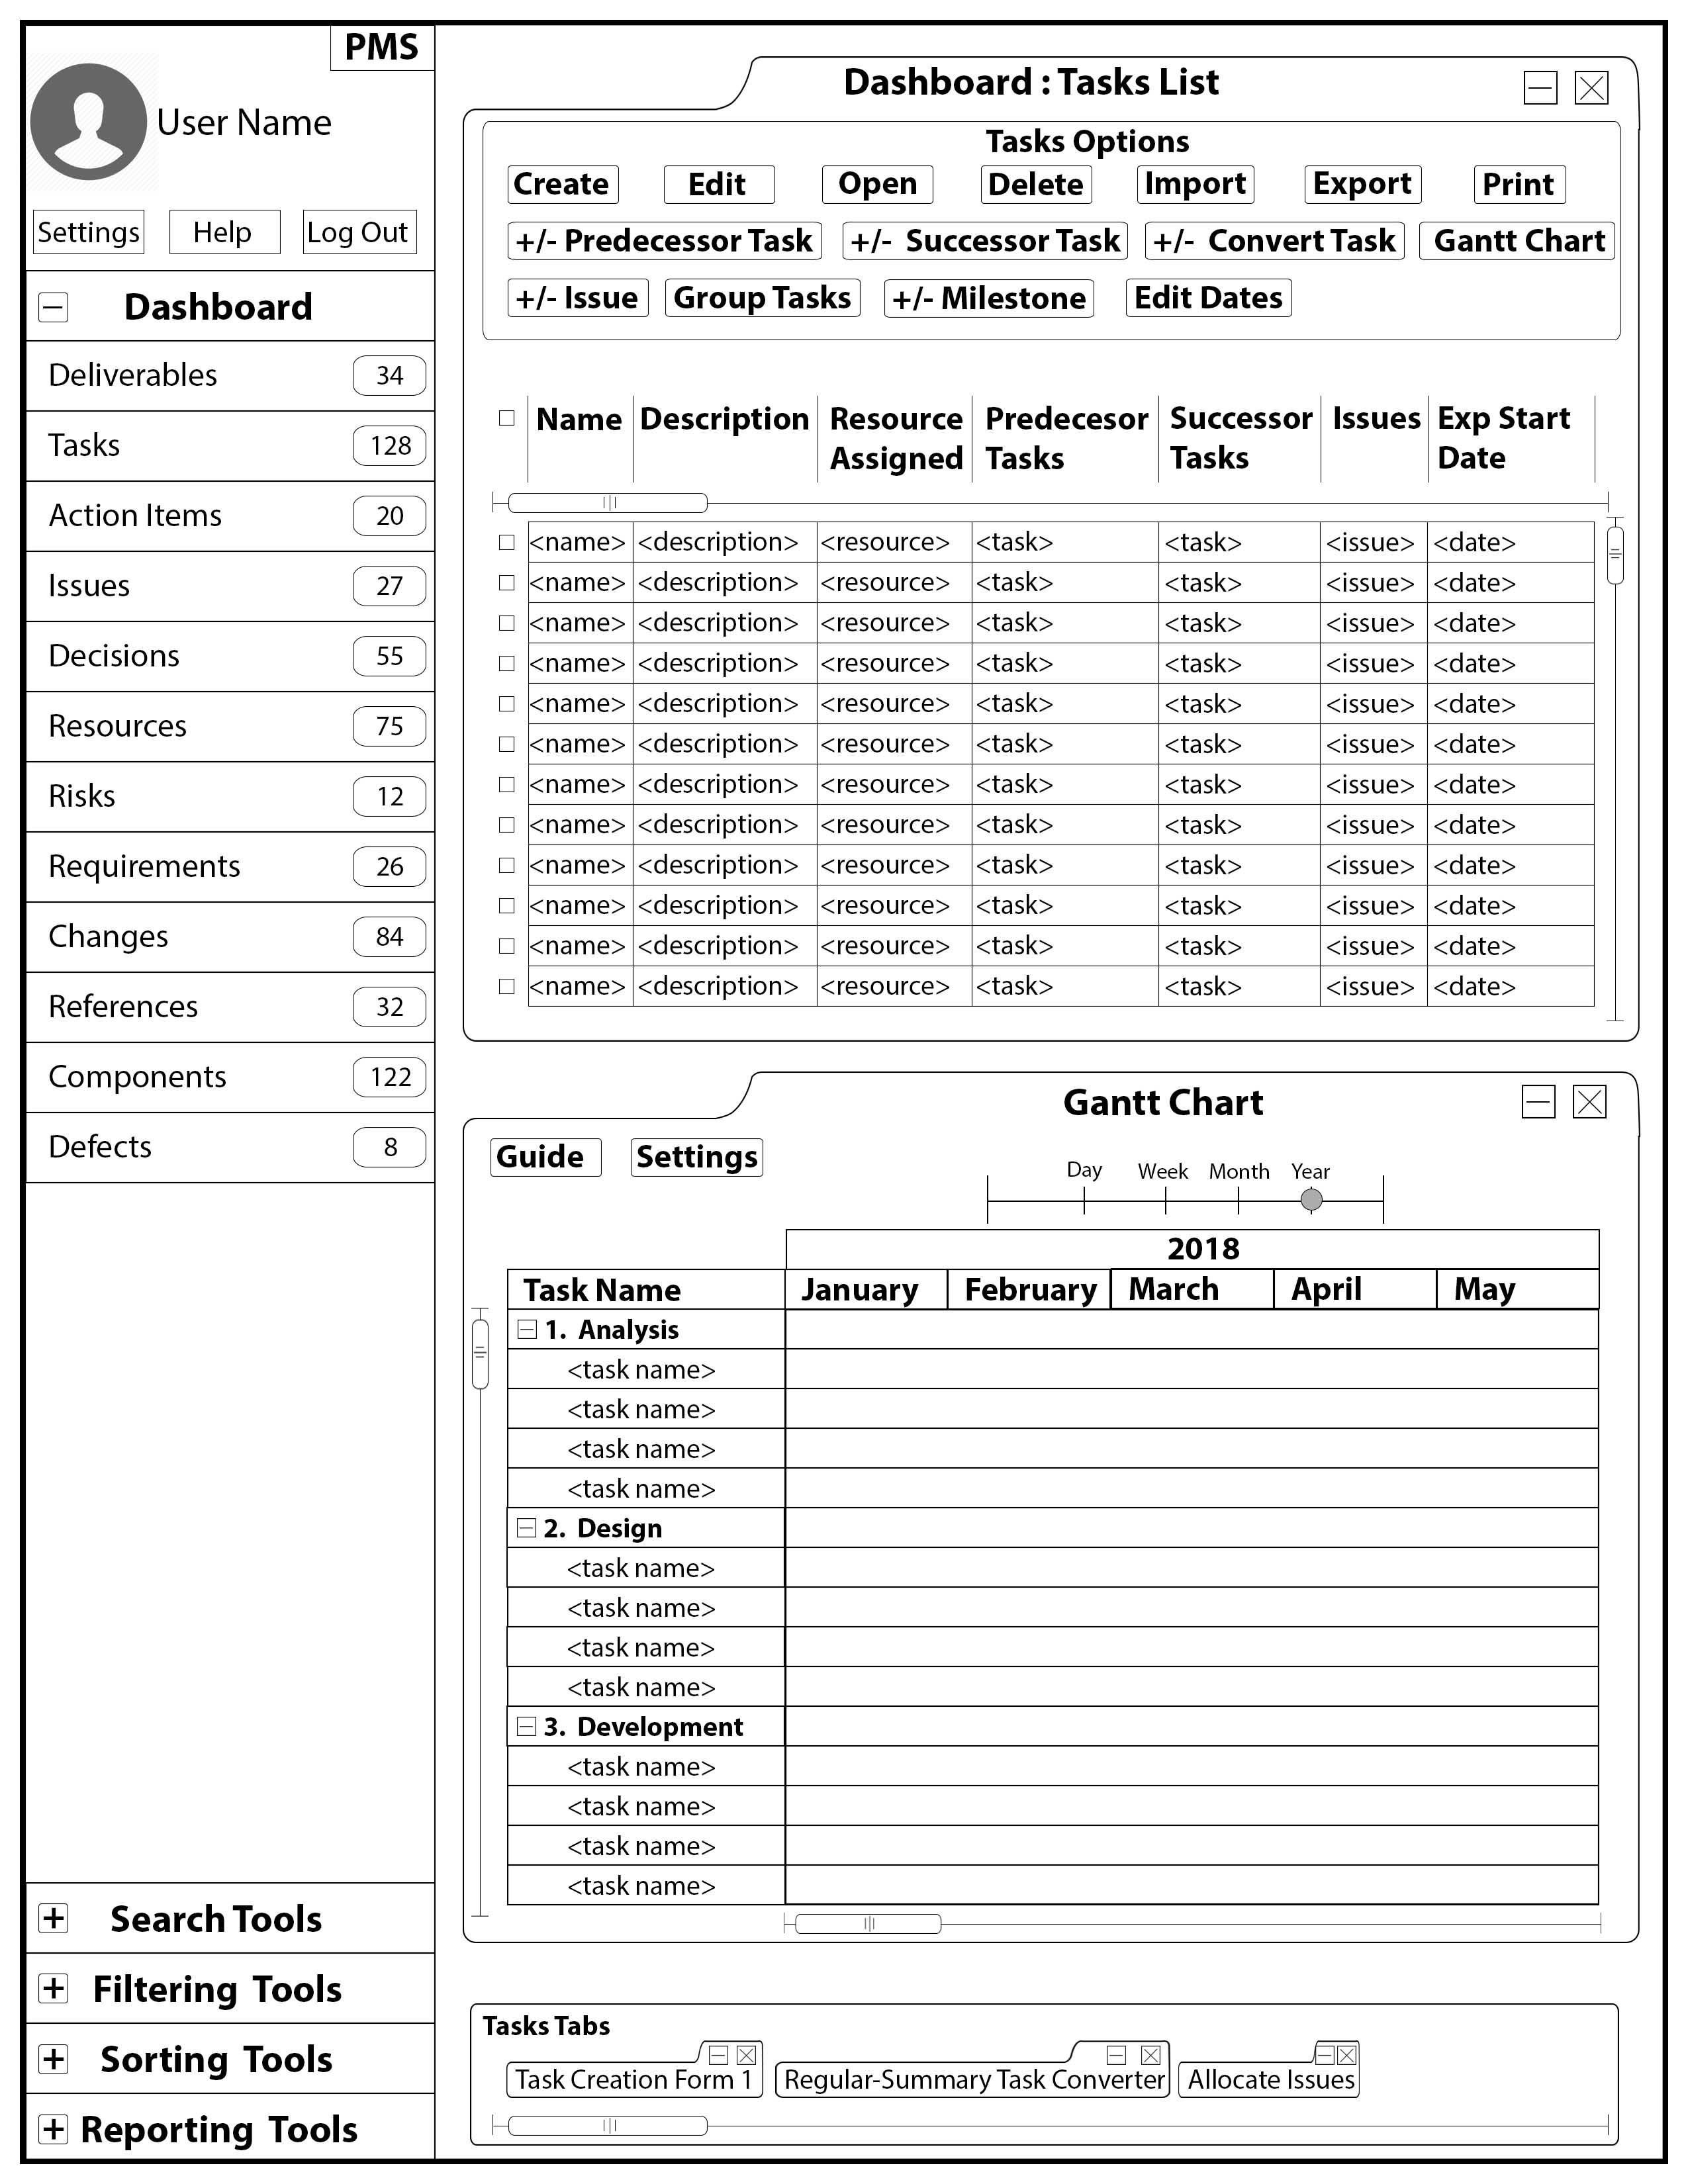 PMS
User Name
Settings Help Log Out
Dashboard
Deliverables 34
Tasks 128
Action Items 20
Issues 27
Decisions 55
Resources 75
Risks 12
Requirements 26
Changes 84
References 32
Components 122
Defects 8
Search Tools
Filtering Tools
Sorting Tools
Reporting Tools
Dashboard : Tasks List
Tasks Options
Create Edit Open Delete Import Export Print
+/- Predecessor Task +/- Successor Task +/- Convert Task Gantt Chart
+/- Issue Group Tasks +/- Milestone Edit Dates
Name Description Resource Predecesor Successor Issues Exp Start
Assigned Tasks Tasks Date
<name> <description> <resource> <task> <task> <issue> <date>
<name> <description> <resource> <task> <task> <issue> <date>
<name> <description> <resource> <task> <task> <issue> <date>
<name> <description> <resource> <task> <task> <issue> <date>
<name> <description> <resource> <task> <task> <issue> <date>
<name> <description> <resource> <task> <task> <issue> <date>
<name> <description> <resource> <task> <task> <issue> <date>
<name> <description> <resource> <task> <task> <issue> <date>
<name> <description> <resource> <task> <task> <issue> <date>
<name> <description> <resource> <task> <task> <issue> <date>
<name> <description> <resource> <task> <task> <issue> <date>
<name> <description> <resource> <task> <task> <issue> <date>
Gantt Chart
Guide Settings
Day Week Month Year
2018
Task Name January February March April May
1. Analysis
<task name>
<task name>
<task name>
<task name>
2. Design
<task name>
<task name>
<task name>
<task name>
3. Development
<task name>
<task name>
<task name>
<task name>
Tasks Tabs
Task Creation Form 1 Regular-Summary Task Converter Allocate Issues